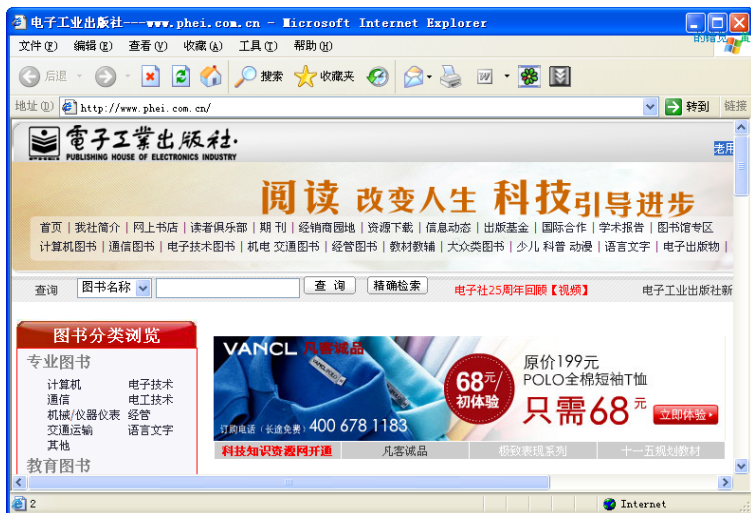 电子工业出版社---www.phei.com.cn - Microsoft Internet Explorer
文件(F) 编辑(E) 查看(V) 收藏(A) 工具(T) 帮助(H)
后退 搜索 收藏夹
地址(D) http://www.phei.com.cn/ 转到 链接
電子工業出版社·
PUBLISHING HOUSE OF ELECTRONICS INDUSTRY
老用
阅读 改变人生 科技引导进步
首页 | 我社简介 | 网上书店 | 读者俱乐部 | 期 刊 | 经销商园地 | 资源下载 | 信息动态 | 出版基金 | 国际合作 | 学术报告 | 图书馆专区
计算机图书 | 通信图书 | 电子技术图书 | 机电 交通图书 | 经管图书 | 教材教辅 | 大众类图书 | 少儿 科普 动漫 | 语言文字 | 电子出版物 |
查询 图书名称 查 询 精确检索 电子社25周年回顾【视频】 电子工业出版社新
图书分类浏览
专业图书
计算机 电子技术
通信 电工技术
机械/仪器仪表 经管
交通运输 语言文字
其他
教育图书
VANCL 凡客诚品
68元/初体验
原价199元
POLO全棉短袖T恤
只需68元 立即体验
订购电话（长途免费）400 678 1183
科技知识资源网开通 凡客诚品 极致表现系列 十一五规划教材
2 Internet